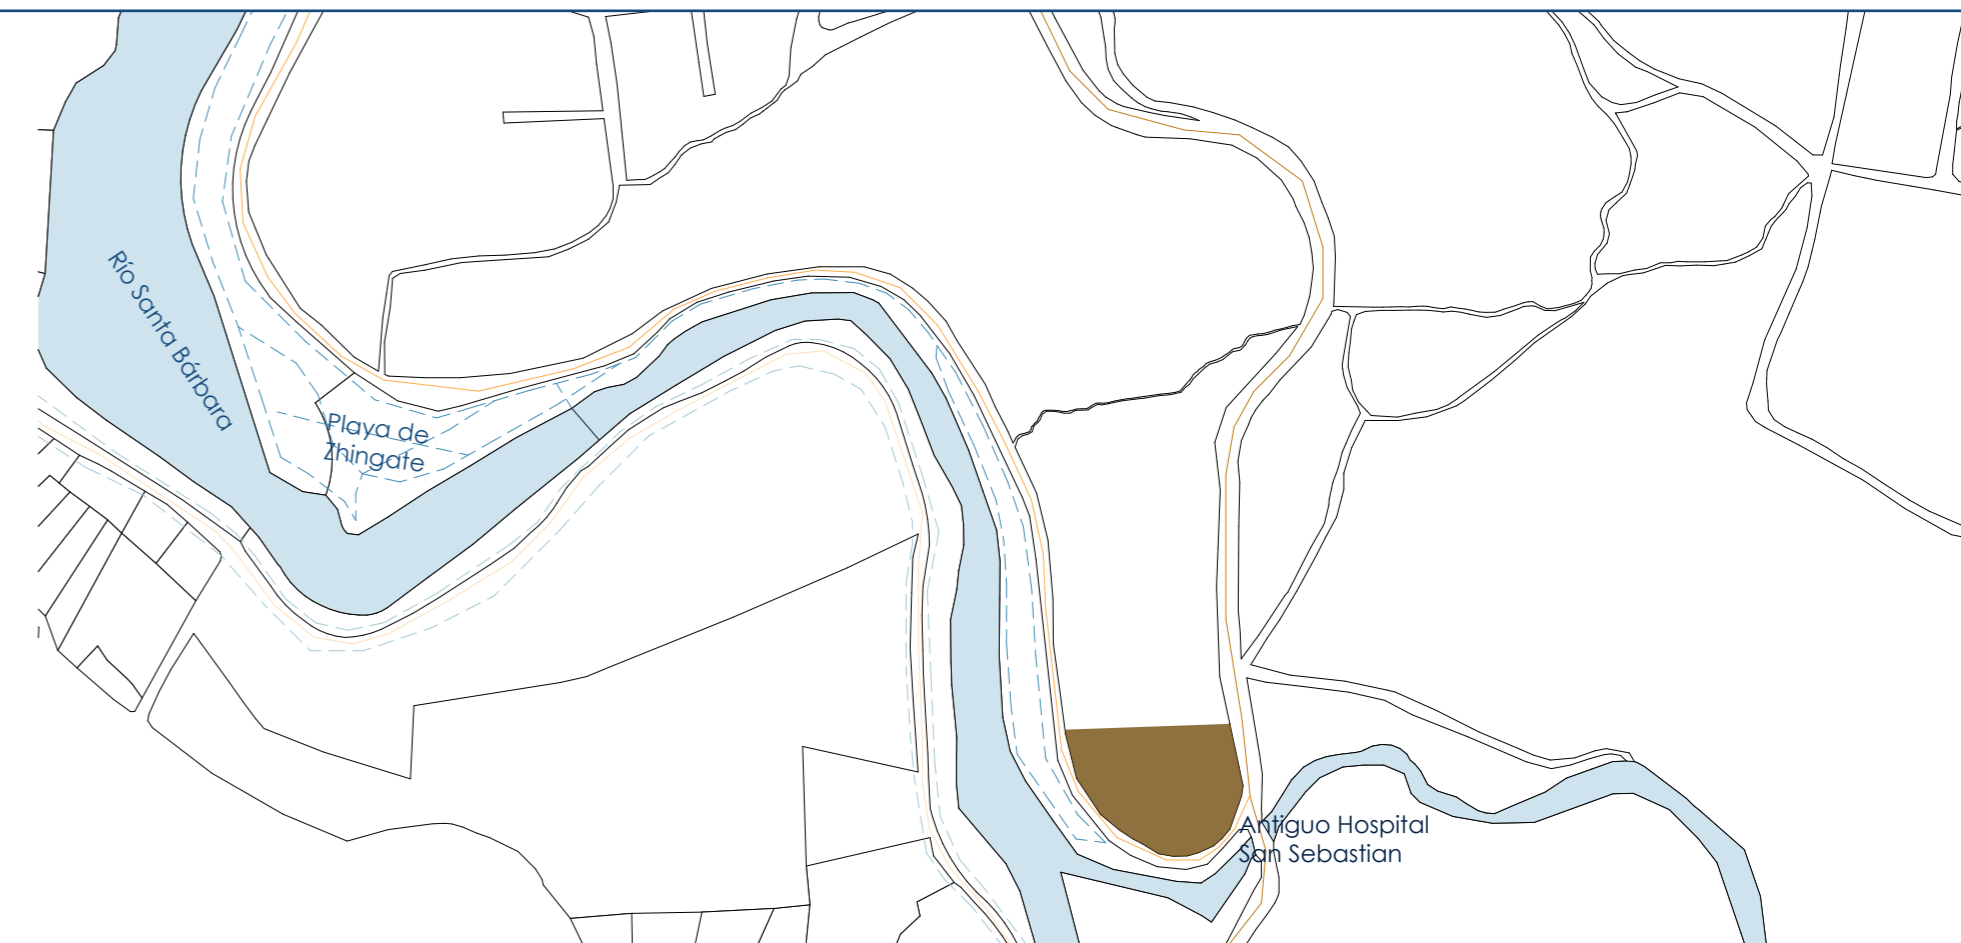 Río Santa Bárbara
Playa de
Zhingate
Antiguo Hospital
San Sebastian